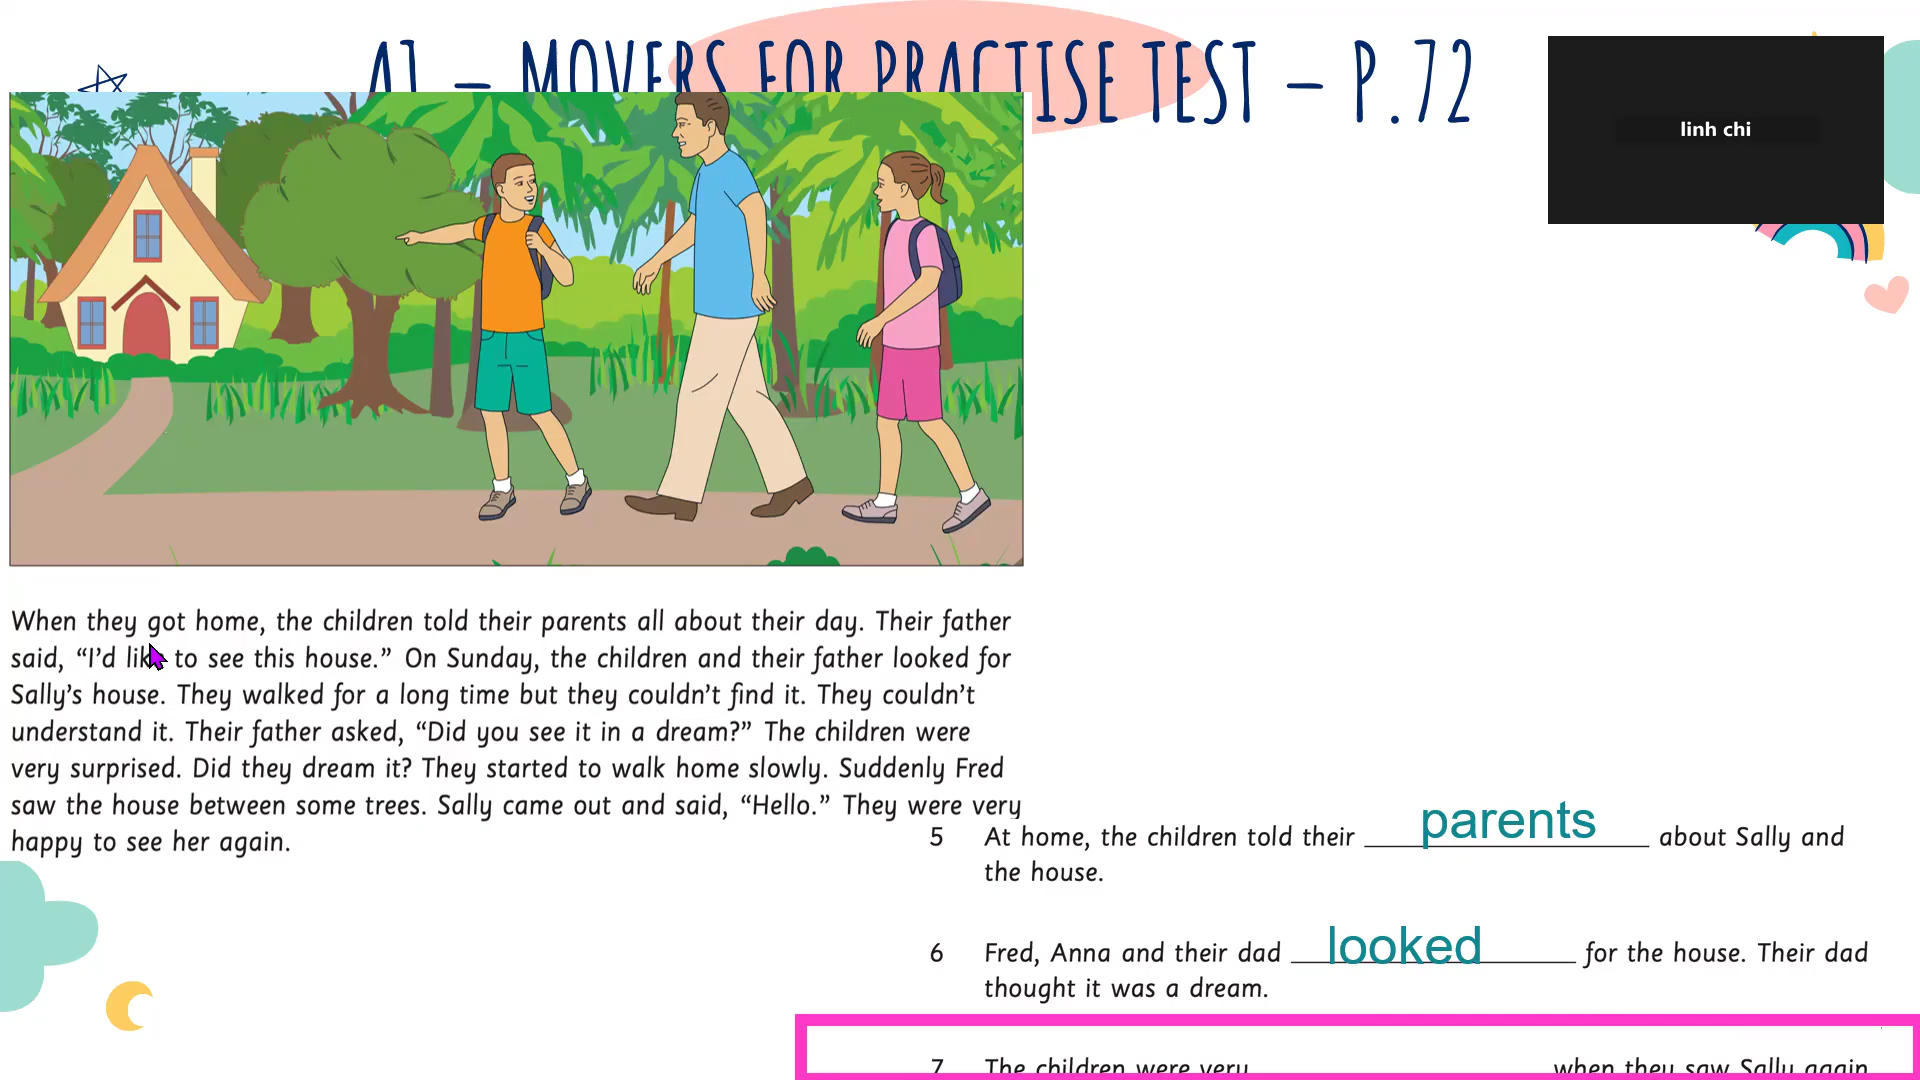 A1 – MOVERS FOR PRACTISE TEST – P.72
linh chi
When they got home, the children told their parents all about their day. Their father
said, “I’d like to see this house.” On Sunday, the children and their father looked for
Sally’s house. They walked for a long time but they couldn’t find it. They couldn’t
understand it. Their father asked, “Did you see it in a dream?” The children were
very surprised. Did they dream it? They started to walk home slowly. Suddenly Fred
saw the house between some trees. Sally came out and said, “Hello.” They were very
happy to see her again.
5 At home, the children told their parents about Sally and
the house.
6 Fred, Anna and their dad looked for the house. Their dad
thought it was a dream.
7 The children were very ____ when they saw Sally again